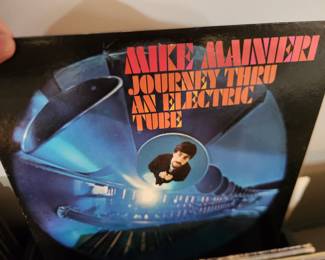 MIKE MAINIERI
JOURNEY THRU
AN ELECTRIC
TUBE